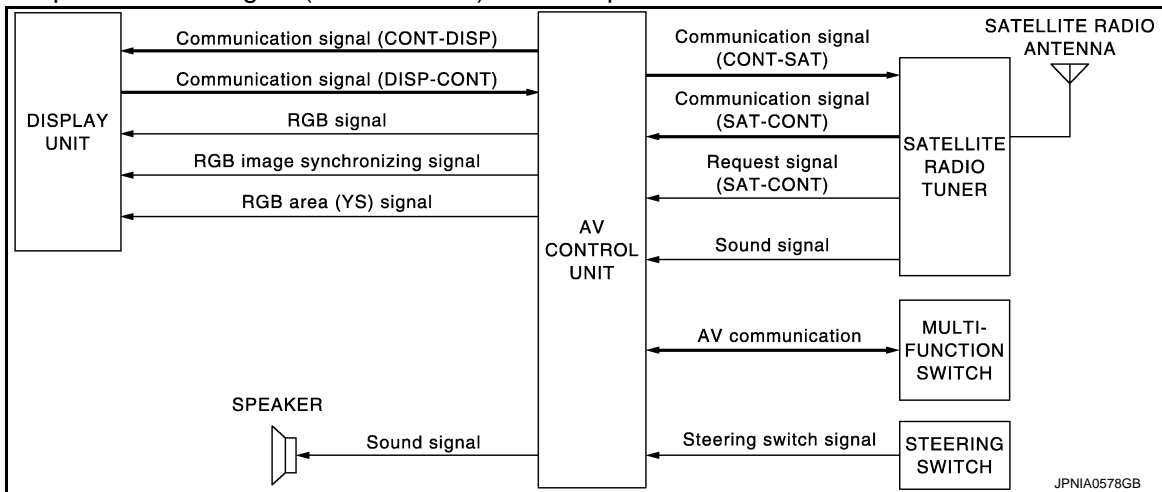 Communication signal (CONT-DISP)
Communication signal (DISP-CONT)
RGB signal
RGB image synchronizing signal
RGB area (YS) signal
DISPLAY
UNIT
SPEAKER
Sound signal
AV
CONTROL
UNIT
Communication signal
(CONT-SAT)
Communication signal
(SAT-CONT)
Request signal
(SAT-CONT)
Sound signal
AV communication
Steering switch signal
SATELLITE RADIO
ANTENNA
SATELLITE
RADIO
TUNER
MULTI-
FUNCTION
SWITCH
STEERING
SWITCH
JPNIA0578GB